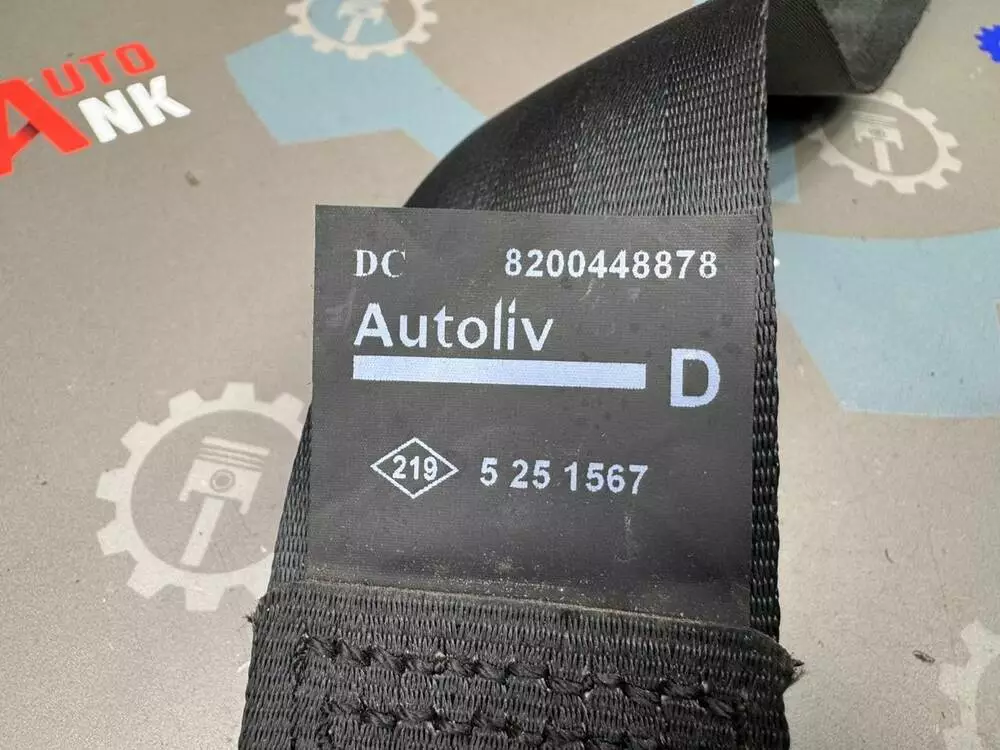 AUTO
ANK
DC 8200448878
Autoliv
D
219 5 25 1567